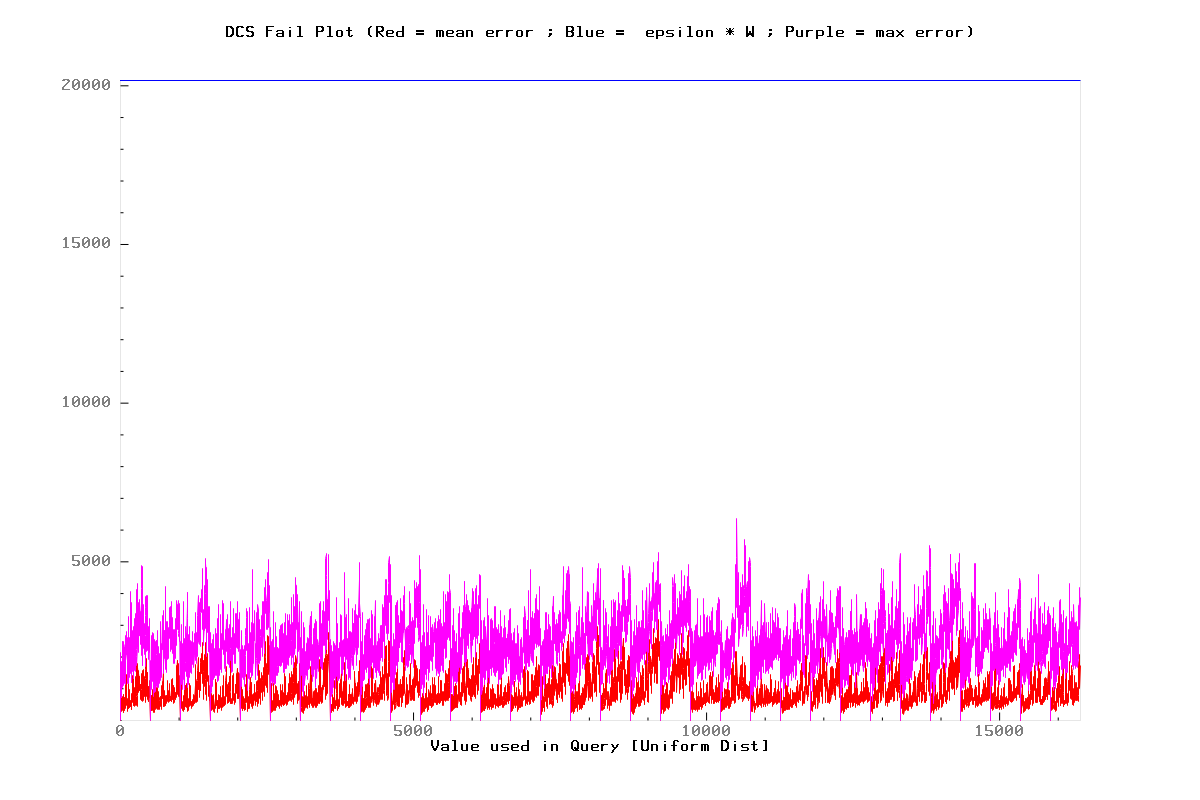 DCS Fail Plot (Red = mean error ; Blue =  epsilon * W ; Purple = max error)
20000
15000
10000
5000
0 5000 10000 15000
Value used in Query [Uniform Dist]